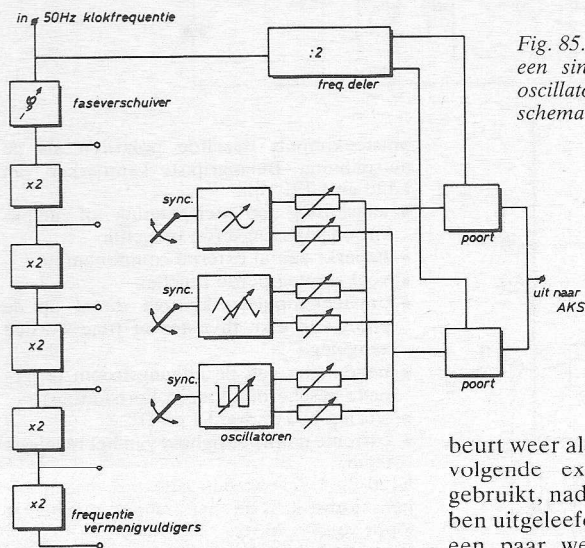 in 50Hz klokfrequentie
:2
freq. deler
Fig. 85.
een sin
oscillato
schema
φ
faseverschuiver
x2
x2
sync.
poort
x2
sync.
uit naar
AKS
x2
sync.
poort
oscillatoren
x2
x2
frequentie
vermenigvuldigers
beurt weer al
volgende ex
gebruikt, nad
ben uitgeleefd
een paar we